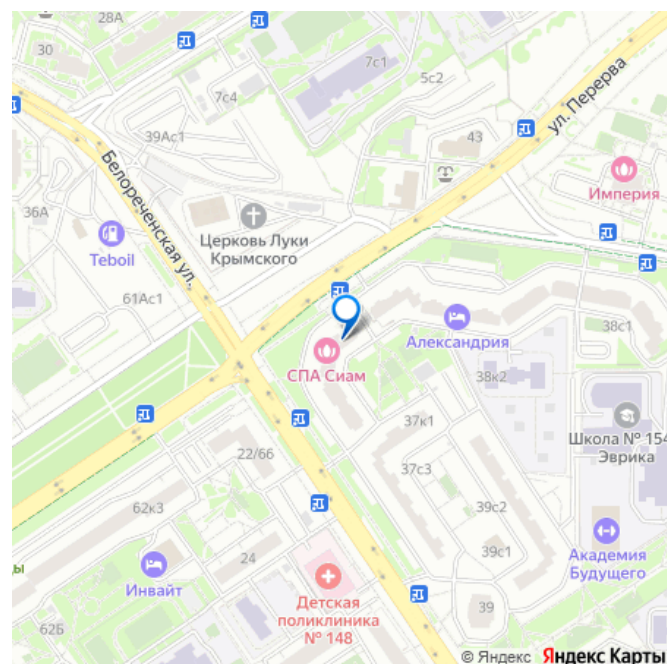 28А
30
7с1
7с4
5с2
ул. Перерва
39Ас1
43
Белореченская ул.
Империя
36А
Церковь Луки
Крымского
Teboil
61Ас1
38с1
Александрия
СПА Сиам
38к2
37к1
Школа № 154
Эврика
22/66
37с3
62к3
39с2
24
39с1
Академия
Будущего
ды
Инвайт
Детская
поликлиника
№ 148
39
62Б
© Яндекс Яндекс Карты